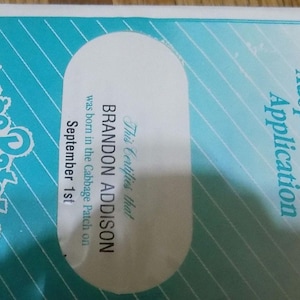 Application
This Certifies that
BRANDON ADDISON
was born in the Cabbage Patch on
September 1st